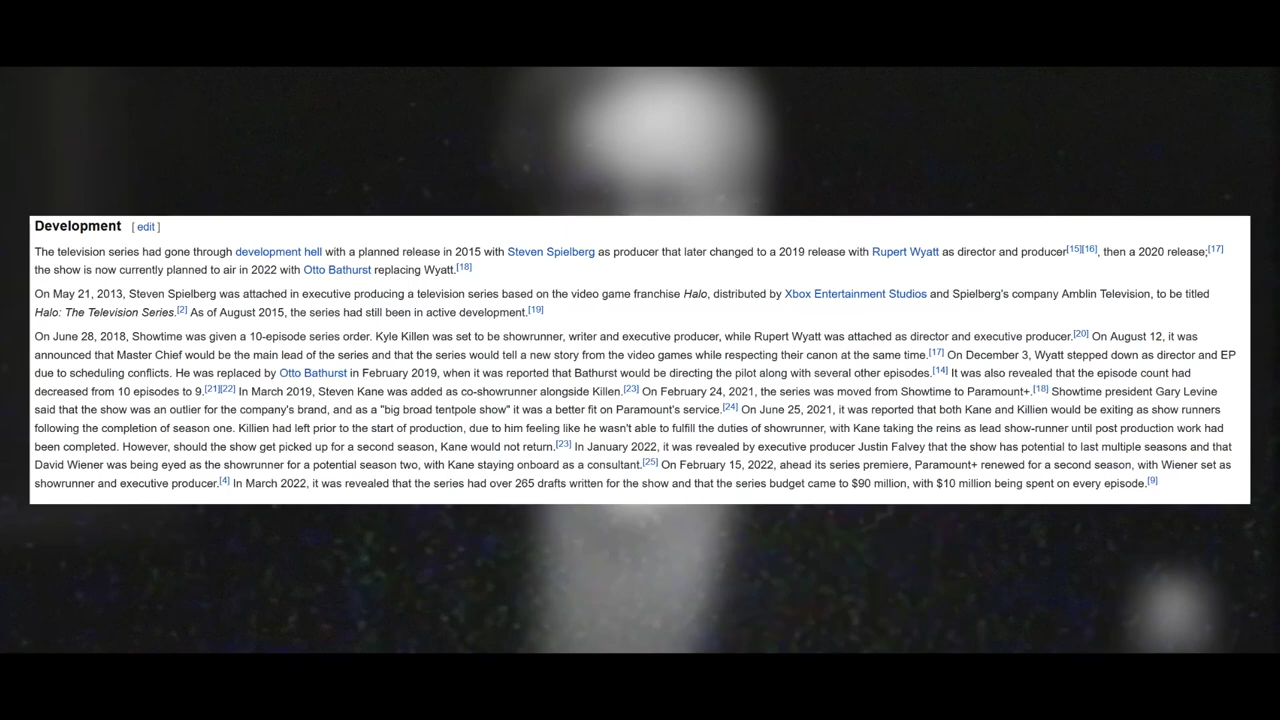 Development [ edit ]
The television series had gone through development hell with a planned release in 2015 with Steven Spielberg as producer that later changed to a 2019 release with Rupert Wyatt as director and producer[15][16], then a 2020 release;[17]
the show is now currently planned to air in 2022 with Otto Bathurst replacing Wyatt.[18]
On May 21, 2013, Steven Spielberg was attached in executive producing a television series based on the video game franchise Halo, distributed by Xbox Entertainment Studios and Spielberg's company Amblin Television, to be titled
Halo: The Television Series.[2] As of August 2015, the series had still been in active development.[19]
On June 28, 2018, Showtime was given a 10-episode series order. Kyle Killen was set to be showrunner, writer and executive producer, while Rupert Wyatt was attached as director and executive producer.[20] On August 12, it was
announced that Master Chief would be the main lead of the series and that the series would tell a new story from the video games while respecting their canon at the same time.[17] On December 3, Wyatt stepped down as director and EP
due to scheduling conflicts. He was replaced by Otto Bathurst in February 2019, when it was reported that Bathurst would be directing the pilot along with several other episodes.[14] It was also revealed that the episode count had
decreased from 10 episodes to 9.[21][22] In March 2019, Steven Kane was added as co-showrunner alongside Killen.[23] On February 24, 2021, the series was moved from Showtime to Paramount+.[18] Showtime president Gary Levine
said that the show was an outlier for the company's brand, and as a "big broad tentpole show" it was a better fit on Paramount's service.[24] On June 25, 2021, it was reported that both Kane and Killien would be exiting as show runners
following the completion of season one. Killien had left prior to the start of production, due to him feeling like he wasn't able to fulfill the duties of showrunner, with Kane taking the reins as lead show-runner until post production work had
been completed. However, should the show get picked up for a second season, Kane would not return.[23] In January 2022, it was revealed by executive producer Justin Falvey that the show has potential to last multiple seasons and that
David Wiener was being eyed as the showrunner for a potential season two, with Kane staying onboard as a consultant.[25] On February 15, 2022, ahead its series premiere, Paramount+ renewed for a second season, with Wiener set as
showrunner and executive producer.[4] In March 2022, it was revealed that the series had over 265 drafts written for the show and that the series budget came to $90 million, with $10 million being spent on every episode.[9]